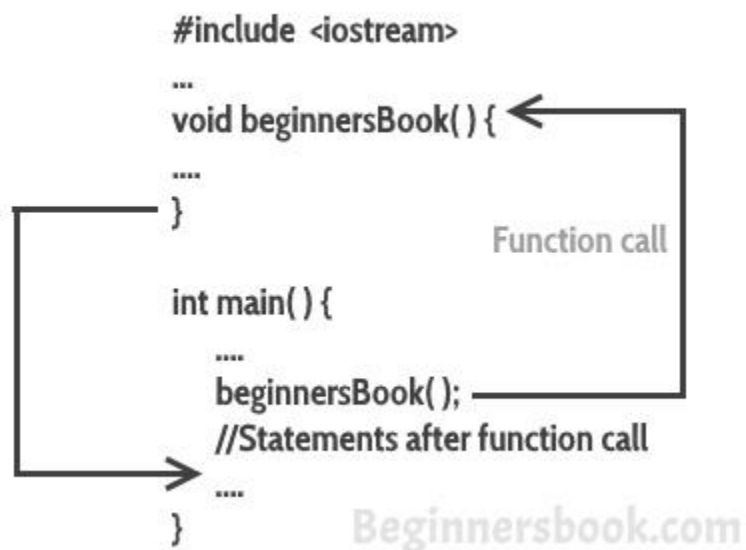 #include <iostream>
...
void beginnersBook( ) {
....
}
Function call
int main( ) {
....
beginnersBook( );
//Statements after function call
....
}
Beginnersbook.com